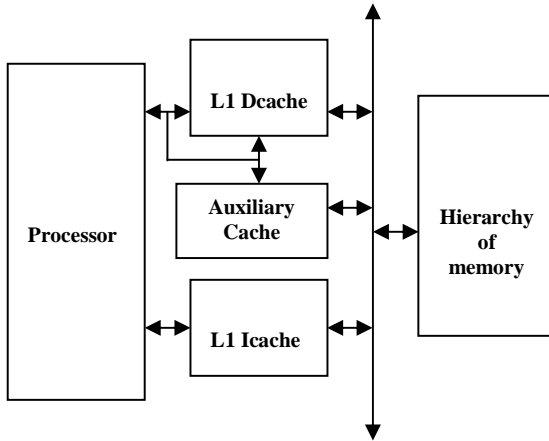 Processor
L1 Dcache
Auxiliary
Cache
L1 Icache
Hierarchy
of
memory